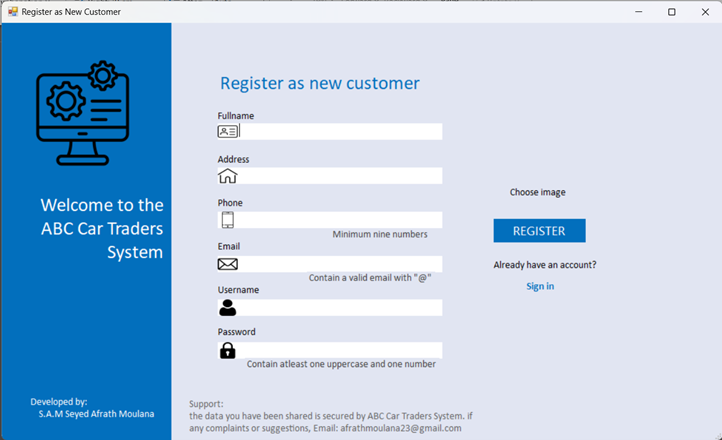 Register as New Customer
Register as new customer
Fullname
Address
Phone
Minimum nine numbers
Email
Contain a valid email with "@"
Username
Password
Contain atleast one uppercase and one number
Choose image
REGISTER
Already have an account?
Sign in
Welcome to the
ABC Car Traders
System
Developed by:
S.A.M Seyed Afrath Moulana
Support:
the data you have been shared is secured by ABC Car Traders System. if
any complaints or suggestions, Email: afrathmoulana23@gmail.com